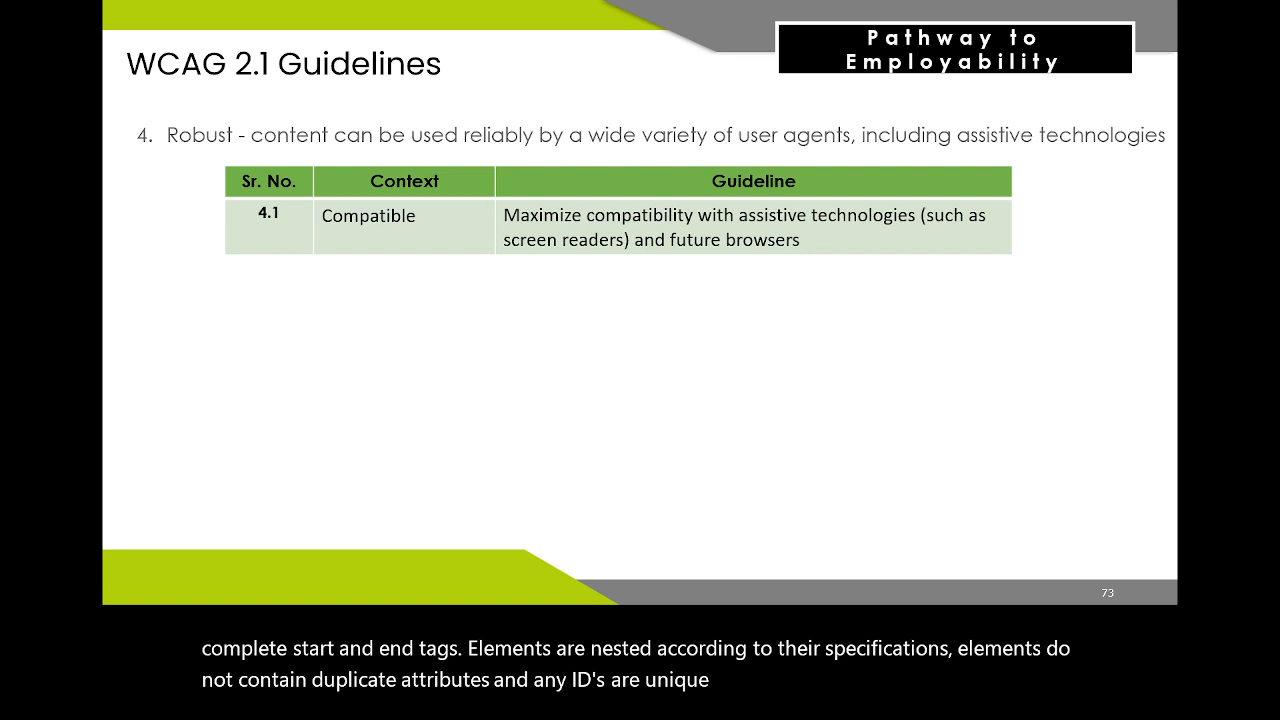 Pathway to
Employability
WCAG 2.1 Guidelines
4. Robust - content can be used reliably by a wide variety of user agents, including assistive technologies
Sr. No. Context Guideline
4.1 Compatible Maximize compatibility with assistive technologies (such as
screen readers) and future browsers
73
complete start and end tags. Elements are nested according to their specifications, elements do
not contain duplicate attributes and any ID's are unique